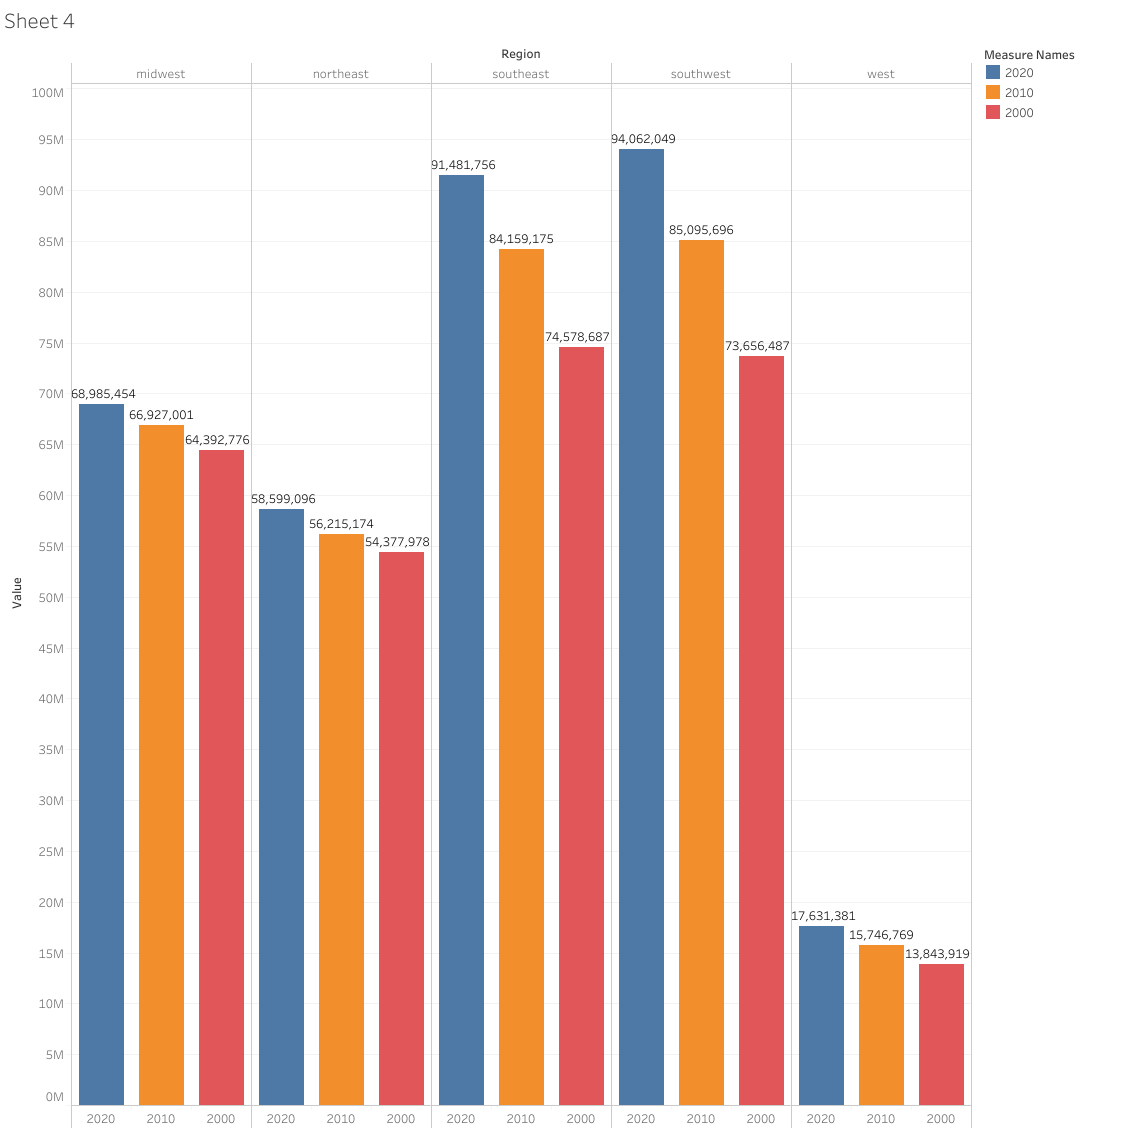 Sheet 4
Region
midwest northeast southeast southwest west
Measure Names
2020
2010
2000
Value
100M
95M
90M
85M
80M
75M
70M
65M
60M
55M
50M
45M
40M
35M
30M
25M
20M
15M
10M
5M
0M
68,985,454
66,927,001
64,392,776
58,599,096
56,215,174
54,377,978
91,481,756
84,159,175
74,578,687
94,062,049
85,095,696
73,656,487
17,631,381
15,746,769
13,843,919
2020 2010 2000 2020 2010 2000 2020 2010 2000 2020 2010 2000 2020 2010 2000